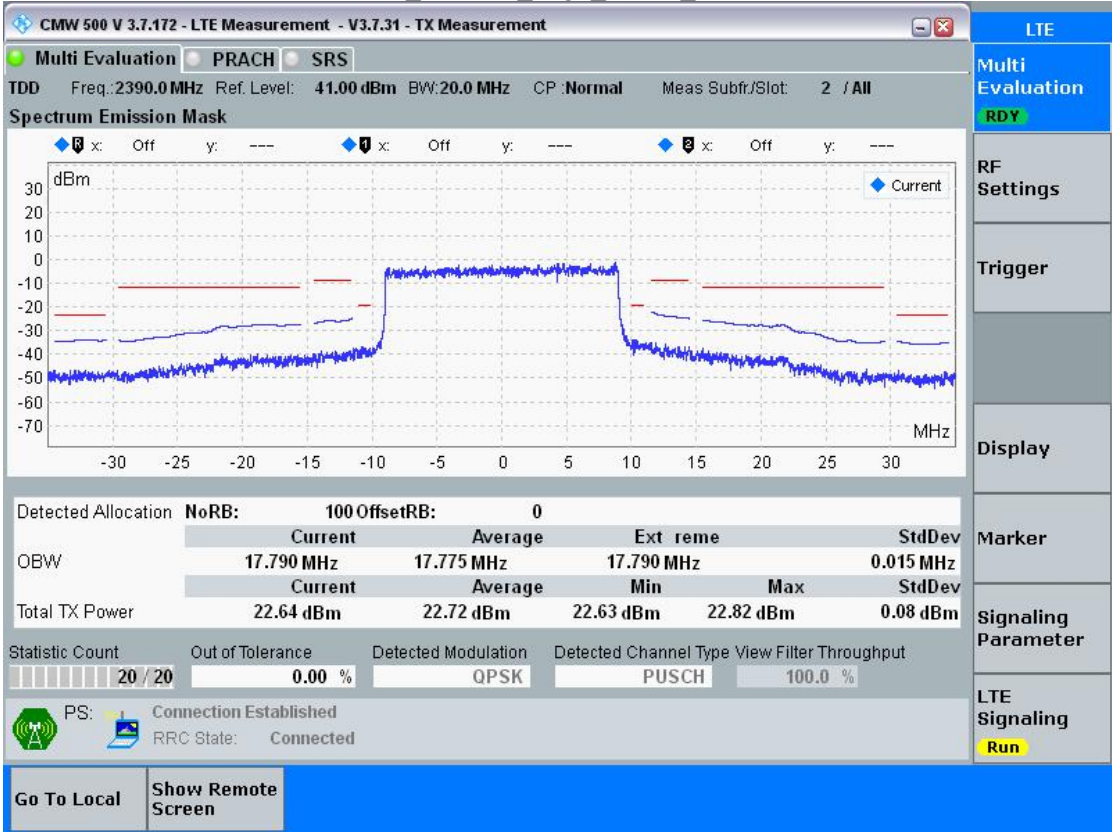 CMW 500 V 3.7.172 - LTE Measurement - V3.7.31 - TX Measurement
LTE
Multi Evaluation PRACH SRS
TDD Freq.:2390.0 MHz Ref. Level: 41.00 dBm BW:20.0 MHz CP :Normal Meas Subfr./Slot: 2 / All
Spectrum Emission Mask
R x: Off y: --- 1 x: Off y: --- 2 x: Off y: ---
dBm
Current
30
20
10
0
-10
-20
-30
-40
-50
-60
-70
MHz
-30 -25 -20 -15 -10 -5 0 5 10 15 20 25 30
Detected Allocation NoRB: 100 OffsetRB: 0
Current Average Ext reme StdDev
OBW 17.790 MHz 17.775 MHz 17.790 MHz 0.015 MHz
Current Average Min Max StdDev
Total TX Power 22.64 dBm 22.72 dBm 22.63 dBm 22.82 dBm 0.08 dBm
Statistic Count Out of Tolerance Detected Modulation Detected Channel Type View Filter Throughput
20 / 20 0.00 % QPSK PUSCH 100.0 %
PS: Connection Established
RRC State: Connected
Multi
Evaluation
RDY
RF
Settings
Trigger
Display
Marker
Signaling
Parameter
LTE
Signaling
Run
Go To Local
Show Remote
Screen